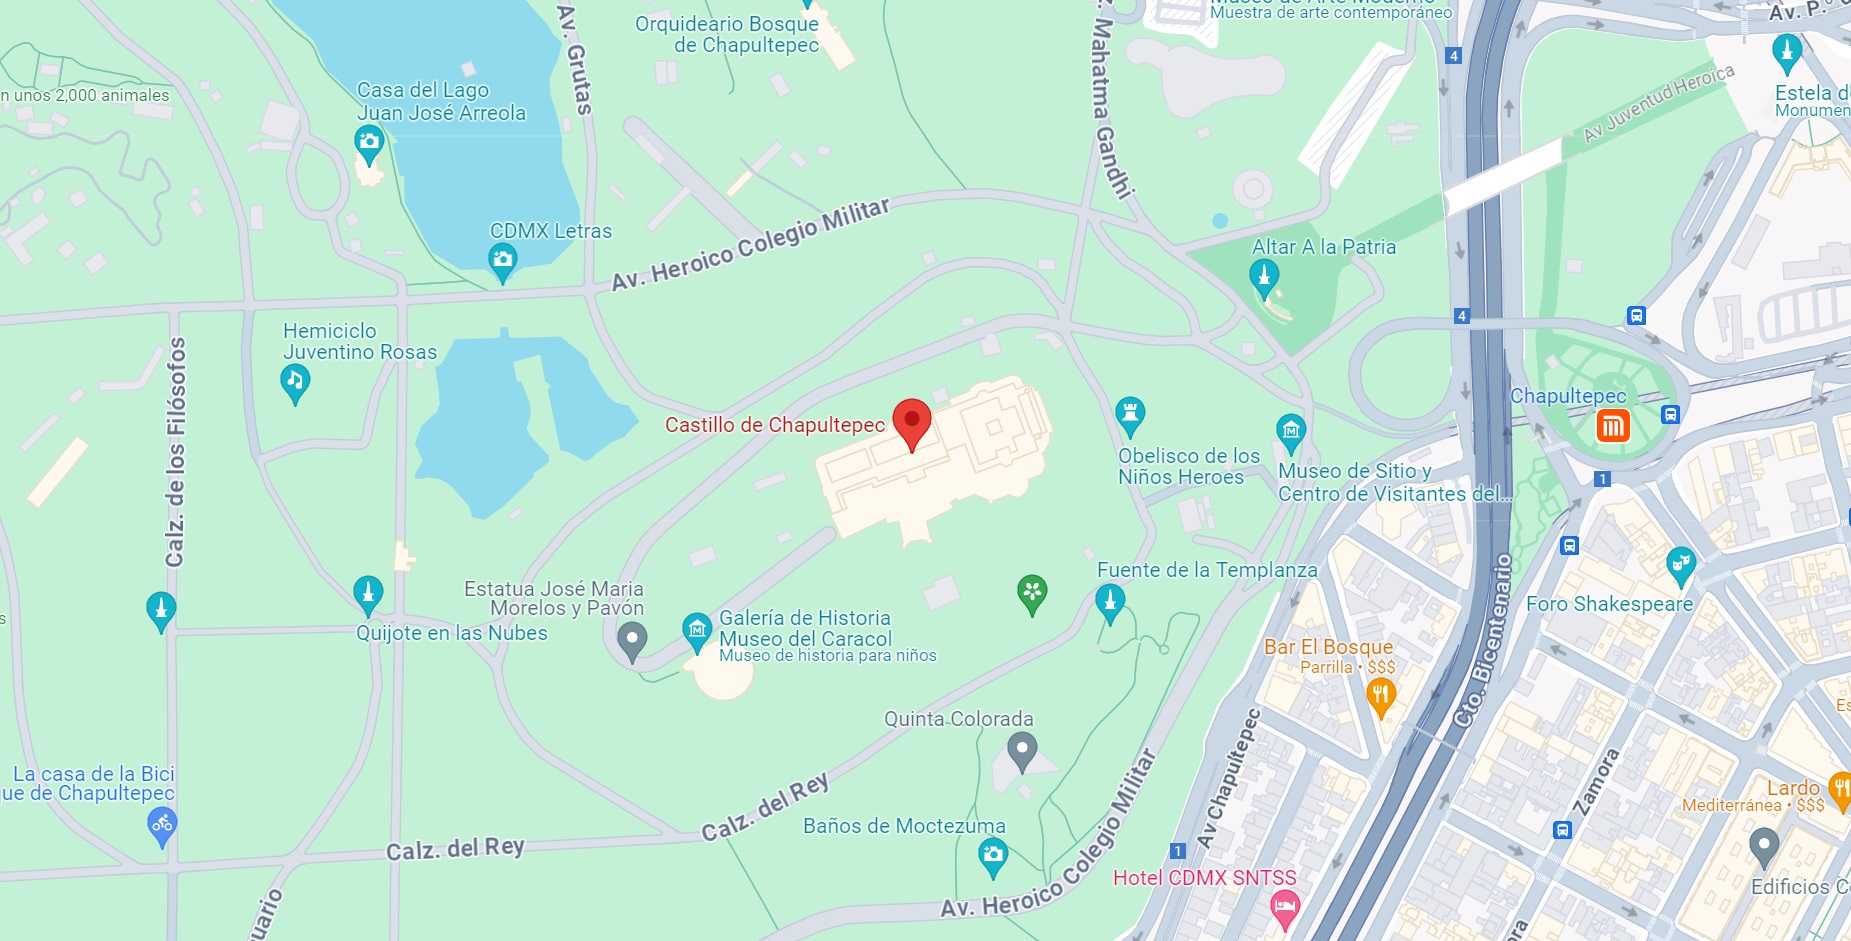 Museo de Arte Moderno
Muestra de arte contemporáneo
Orquideario Bosque
de Chapultepec
Av. Grutas
Mahatma Gandhi
Av. P.º
4
n unos 2,000 animales
Casa del Lago
Juan José Arreola
Av Juventud Heroica
Estela d
Monumen
CDMX Letras
Av. Heroico Colegio Militar
Altar A la Patria
4
Hemiciclo
Juventino Rosas
Calz. de los Filósofos
Castillo de Chapultepec
Chapultepec
Obelisco de los
Niños Heroes
Museo de Sitio y
Centro de Visitantes del...
1
Estatua José Maria
Morelos y Pavón
Fuente de la Templanza
Cto. Bicentenario
Foro Shakespeare
Quijote en las Nubes
Galería de Historia
Museo del Caracol
Museo de historia para niños
s
Bar El Bosque
Parrilla • $$$
Es
Quinta Colorada
Av Chapultepec
Zamora
La casa de la Bici
ue de Chapultepec
Lardo
Mediterránea • $$$
Calz. del Rey
Calz. del Rey
Baños de Moctezuma
Av. Heroico Colegio Militar
1
Hotel CDMX SNTSS
Edificios C
uario
ora